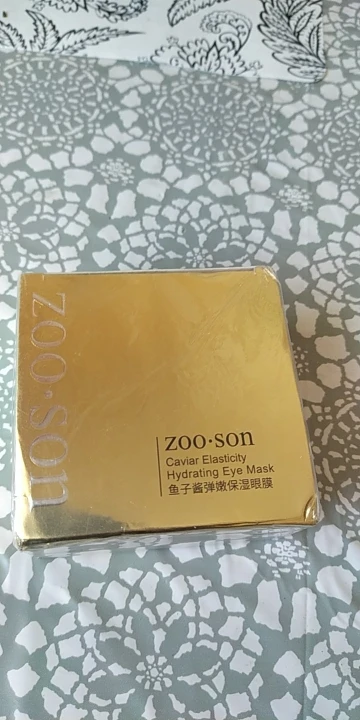 zoo·son
zoo·son
Caviar Elasticity
Hydrating Eye Mask
鱼子酱弹嫩保湿眼膜